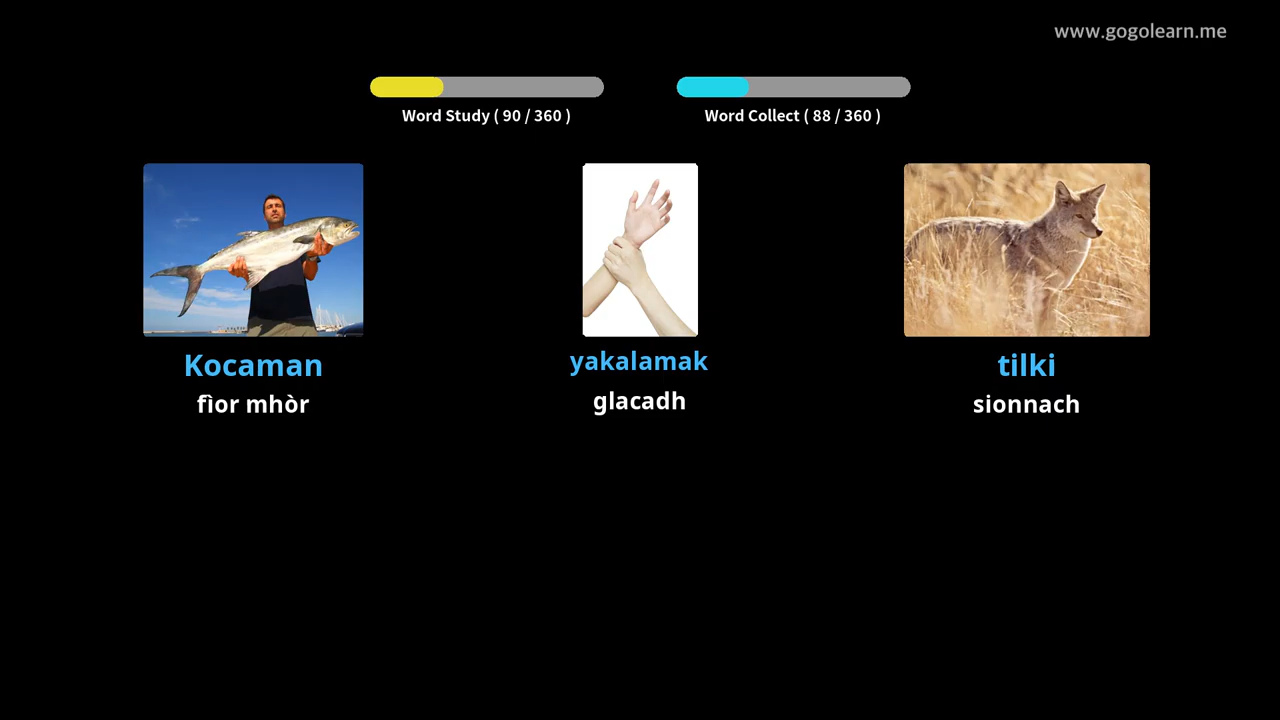 www.gogolearn.me
Word Study ( 90 / 360 )
Word Collect ( 88 / 360 )
Kocaman
fìor mhòr
yakalamak
glacadh
tilki
sionnach